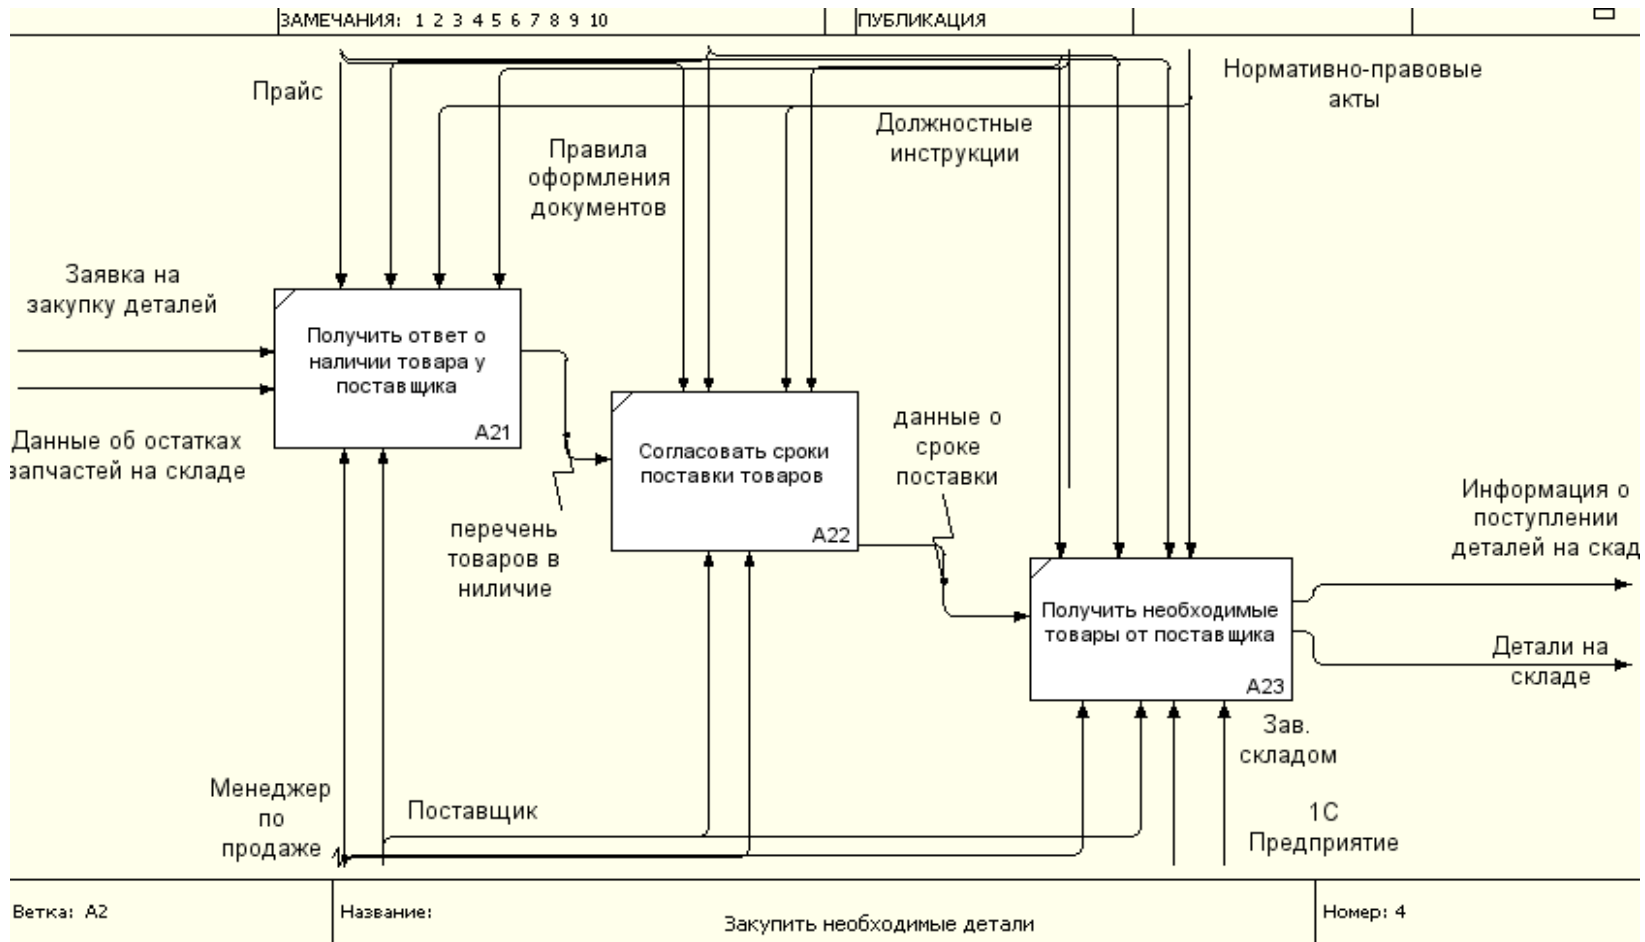 ЗАМЕЧАНИЯ: 1 2 3 4 5 6 7 8 9 10
ПУБЛИКАЦИЯ
Прайс
Правила
оформления
документов
Должностные
инструкции
Нормативно-правовые
акты
Заявка на
закупку деталей
Данные об остатках
запчастей на складе
Получить ответ о
наличии товара у
поставщика
A21
перечень
товаров в
ниличие
Согласовать сроки
поставки товаров
A22
данные о
сроке
поставки
Получить необходимые
товары от поставщика
A23
Информация о
поступлении
деталей на скад
Детали на
складе
Менеджер
по
продаже
Поставщик
Зав.
складом
1С
Предприятие
Ветка: A2
Название:
Закупить необходимые детали
Номер: 4